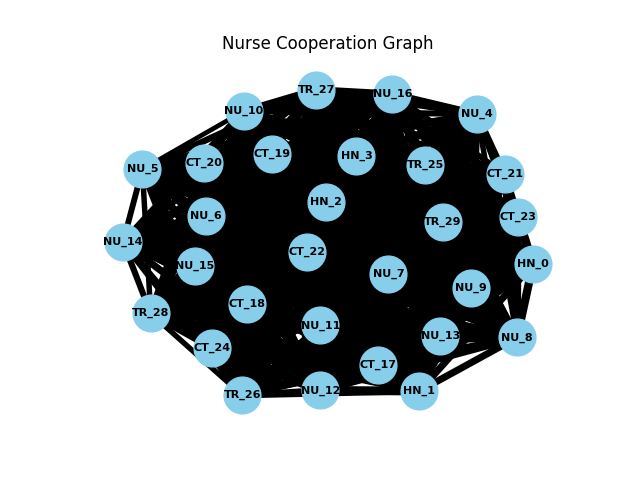 Nurse Cooperation Graph
TR_27
NU_16
NU_10
NU_4
CT_19
HN_3
CT_20
TR_25
NU_5
CT_21
HN_2
NU_6
CT_23
TR_29
NU_14
CT_22
HN_0
NU_15
NU_7
NU_9
CT_18
TR_28
NU_11
NU_13
NU_8
CT_24
CT_17
NU_12
HN_1
TR_26